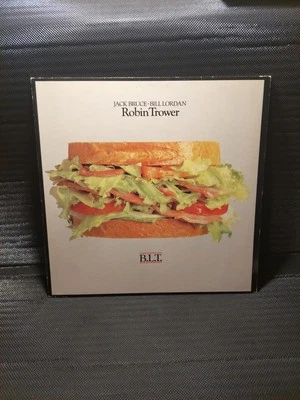 JACK BRUCE·BILL LORDAN
Robin Trower
B.L.T.